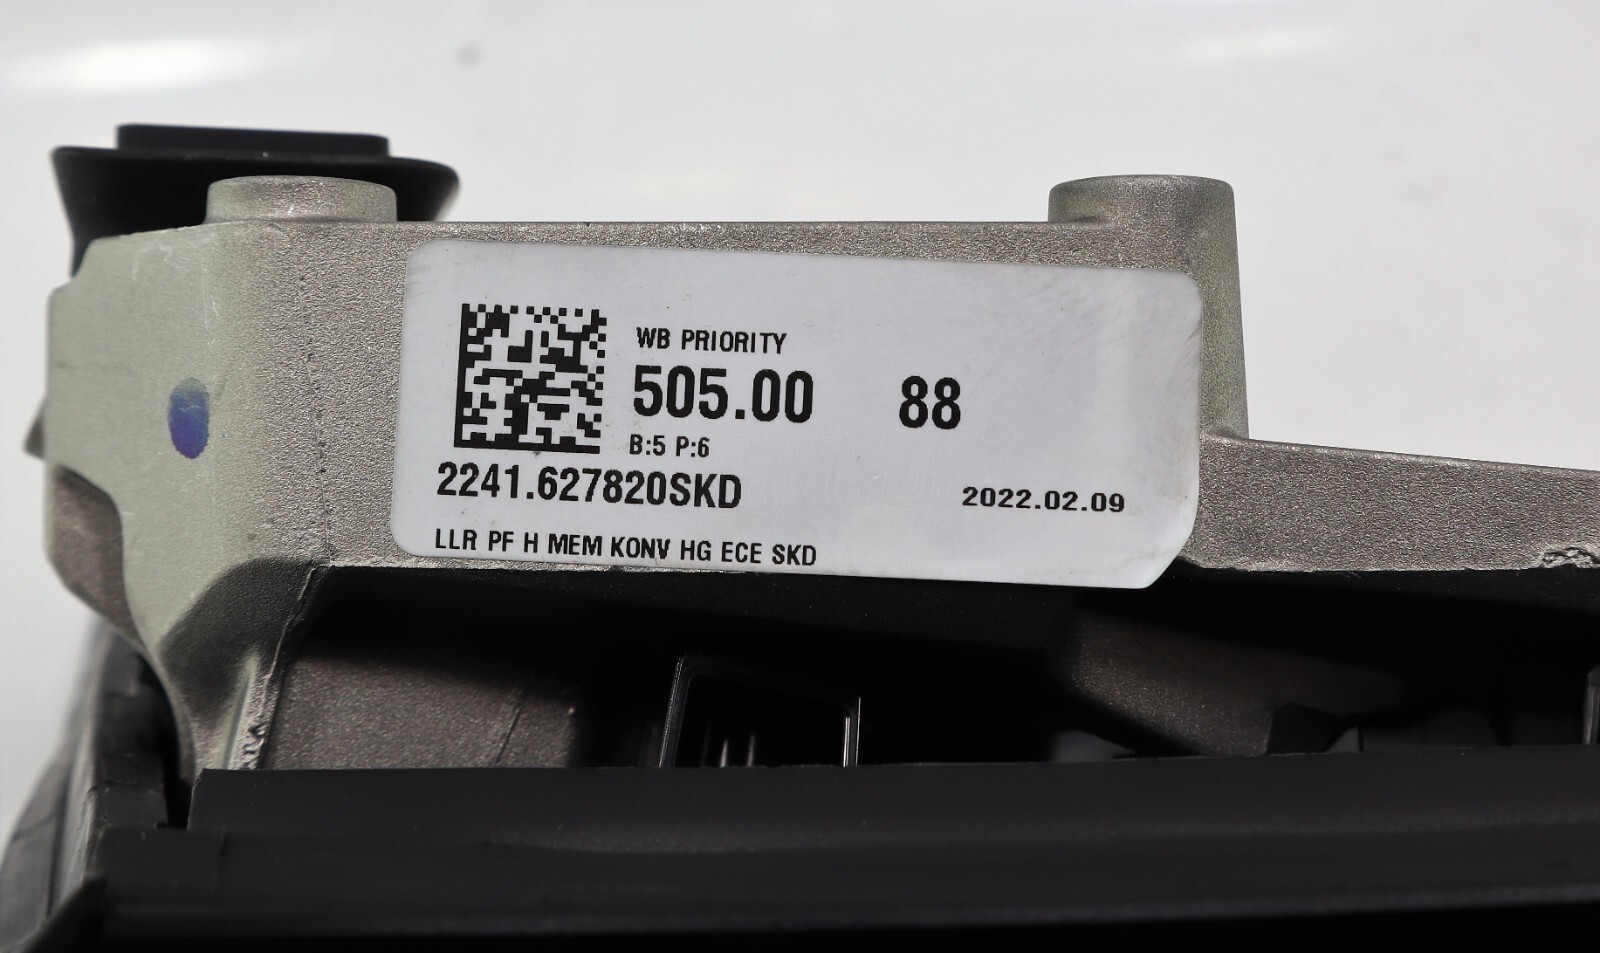 WB PRIORITY
505.00 88
B:5 P:6
2241.627820SKD
2022.02.09
LLR PF H MEM KONV HG ECE SKD